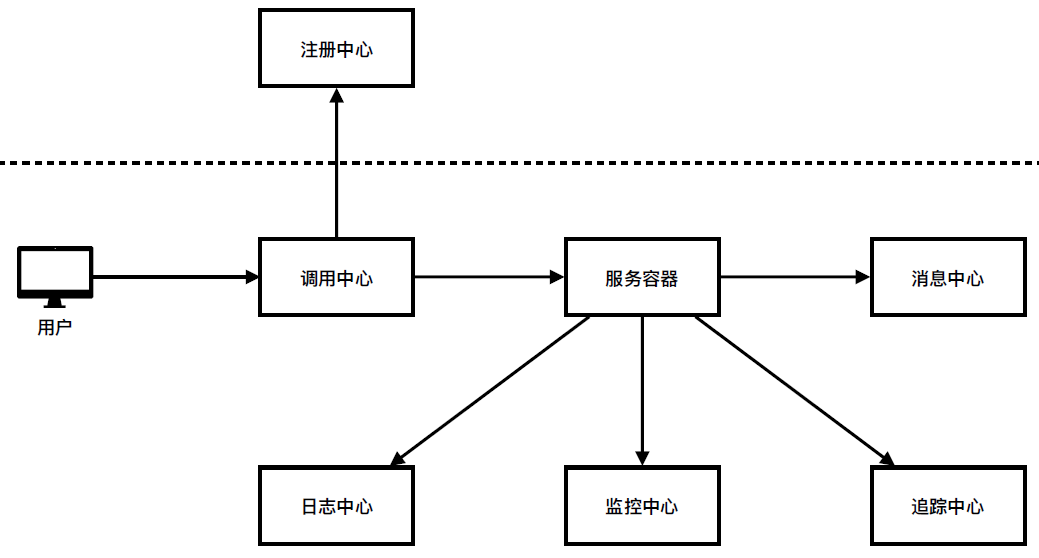 注册中心
调用中心
服务容器
消息中心
用户
日志中心
监控中心
追踪中心